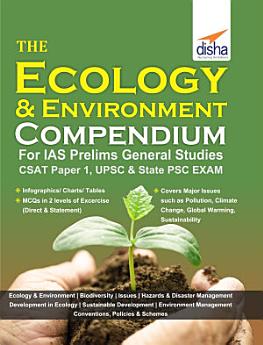 disha
THE
ECOLOGY
& ENVIRONMENT
COMPENDIUM
For IAS Prelims General Studies
CSAT Paper 1, UPSC & State PSC EXAM
Infographics/ Charts/ Tables
MCQs in 2 levels of Excercise
(Direct & Statement)
Covers Major Issues
such as Pollution, Climate
Change, Global Warming,
Sustainability
Ecology & Environment | Biodiversity | Issues | Hazards & Disaster Management
Development in Ecology | Sustainable Development | Environment Management
Conventions, Policies & Schemes